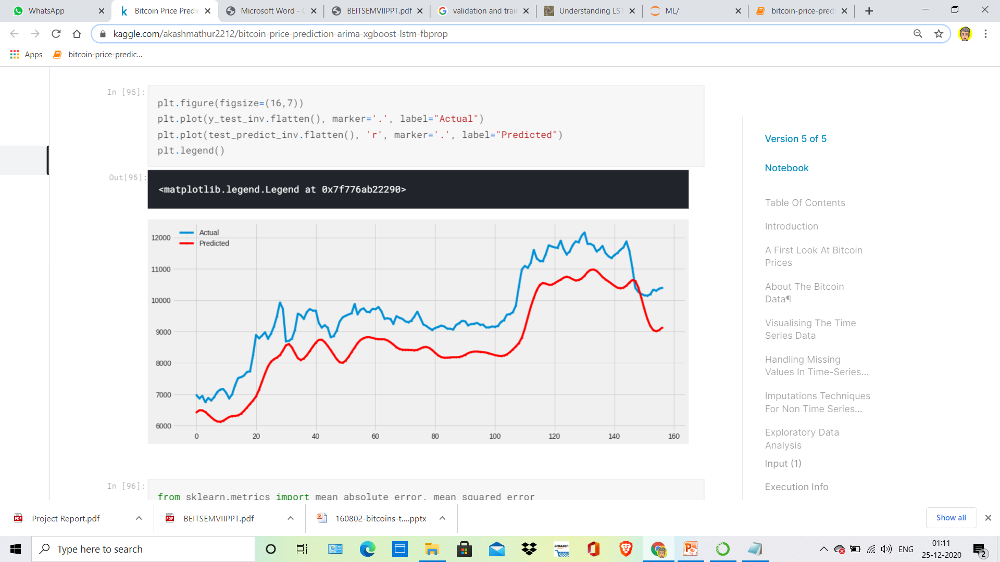 WhatsApp
Bitcoin Price Predic
Microsoft Word -
BEITSEMVIIPPT.pdf
validation and trai
Understanding LST
ML/
bitcoin-price-pred
kaggle.com/akashmathur2212/bitcoin-price-prediction-arima-xgboost-lstm-fbprop
Apps
bitcoin-price-predic...
In [95]:
plt.figure(figsize=(16,7))
plt.plot(y_test_inv.flatten(), marker='.', label="Actual")
plt.plot(test_predict_inv.flatten(), 'r', marker='.', label="Predicted")
plt.legend()
Out[95]:
<matplotlib.legend.Legend at 0x7f776ab22290>
Actual
Predicted
12000
11000
10000
9000
8000
7000
6000
0 20 40 60 80 100 120 140 160
In [96]:
from sklearn.metrics import mean_absolute_error, mean_squared_error
Version 5 of 5
Notebook
Table Of Contents
Introduction
A First Look At Bitcoin
Prices
About The Bitcoin
Data¶
Visualising The Time
Series Data
Handling Missing
Values In Time-Series...
Imputations Techniques
For Non Time Series...
Exploratory Data
Analysis
Input (1)
Execution Info
Project Report.pdf
BEITSEMVIIPPT.pdf
160802-bitcoins-t....pptx
Show all
Type here to search
amazon
ENG
01:11
25-12-2020
2